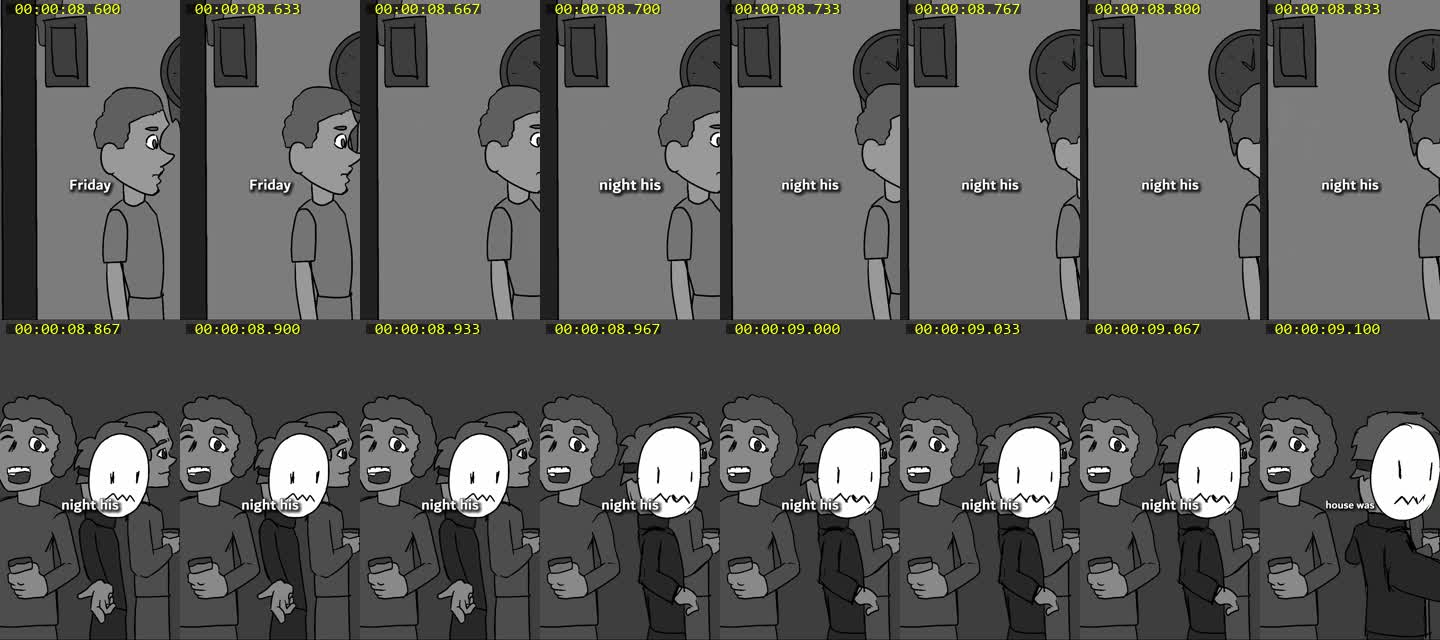 00:00:08.600
00:00:08.633
00:00:08.667
00:00:08.700
00:00:08.733
00:00:08.767
00:00:08.800
00:00:08.833
Friday
Friday
night his
night his
night his
night his
night his
00:00:08.867
00:00:08.900
00:00:08.933
00:00:08.967
00:00:09.000
00:00:09.033
00:00:09.067
00:00:09.100
night his
night his
night his
night his
night his
night his
night his
house was